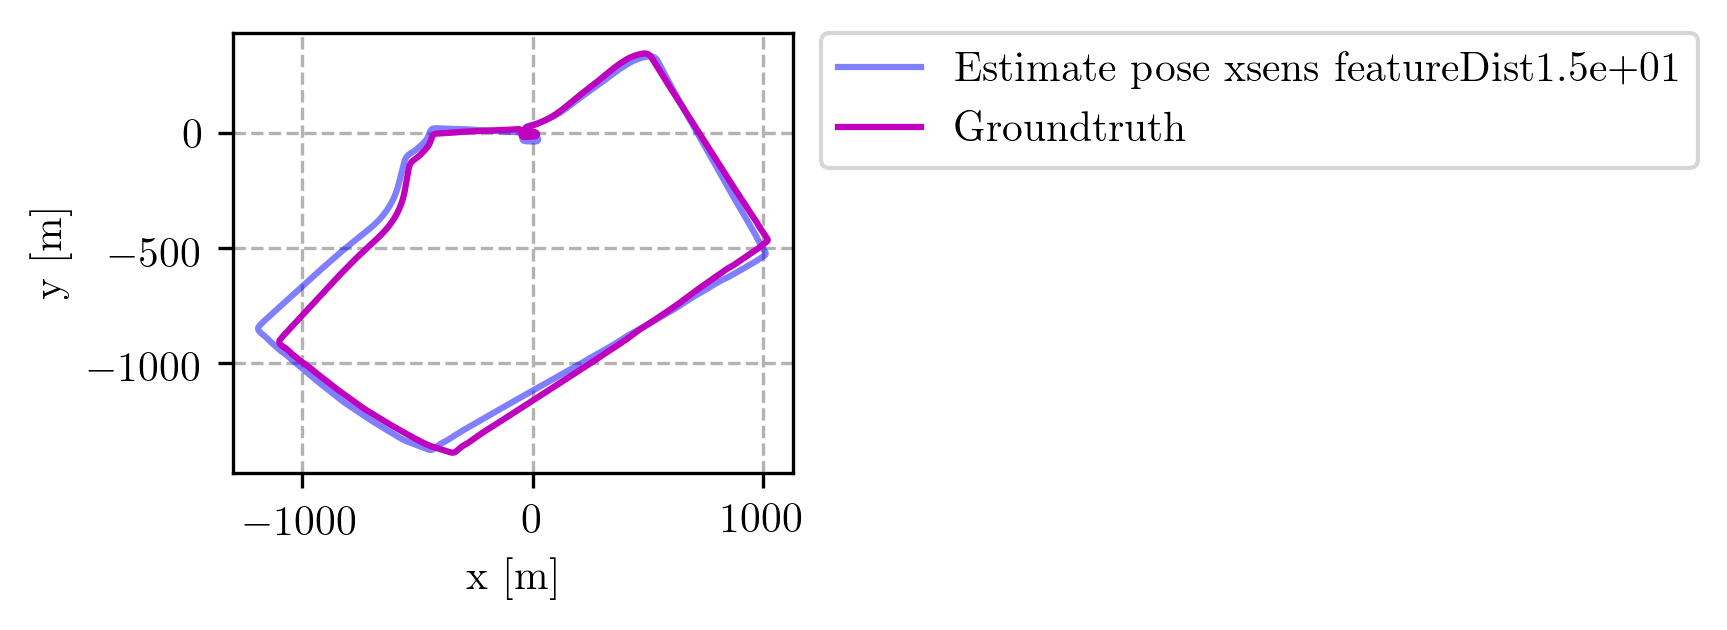 Estimate pose xsens featureDist1.5e+01
Groundtruth
0
−500
−1000
y [m]
−1000
0
1000
x [m]